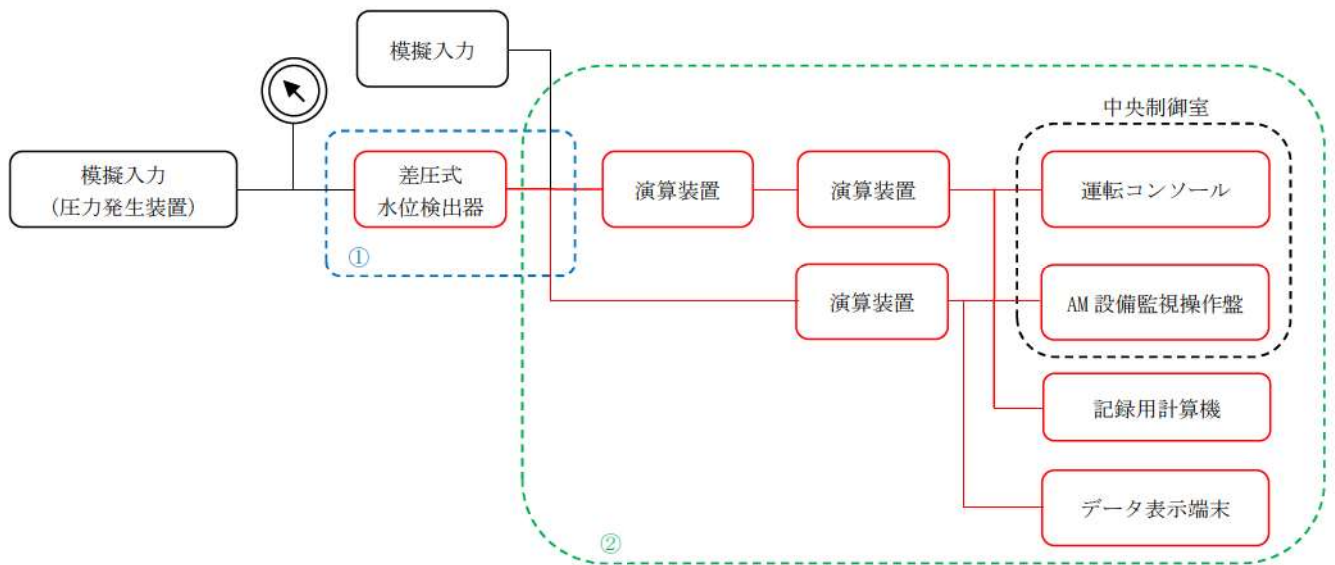 模擬入力
中央制御室
模擬入力
(圧力発生装置)
差圧式
水位検出器
演算装置
演算装置
運転コンソール
①
演算装置
AM 設備監視操作盤
記録用計算機
データ表示端末
②